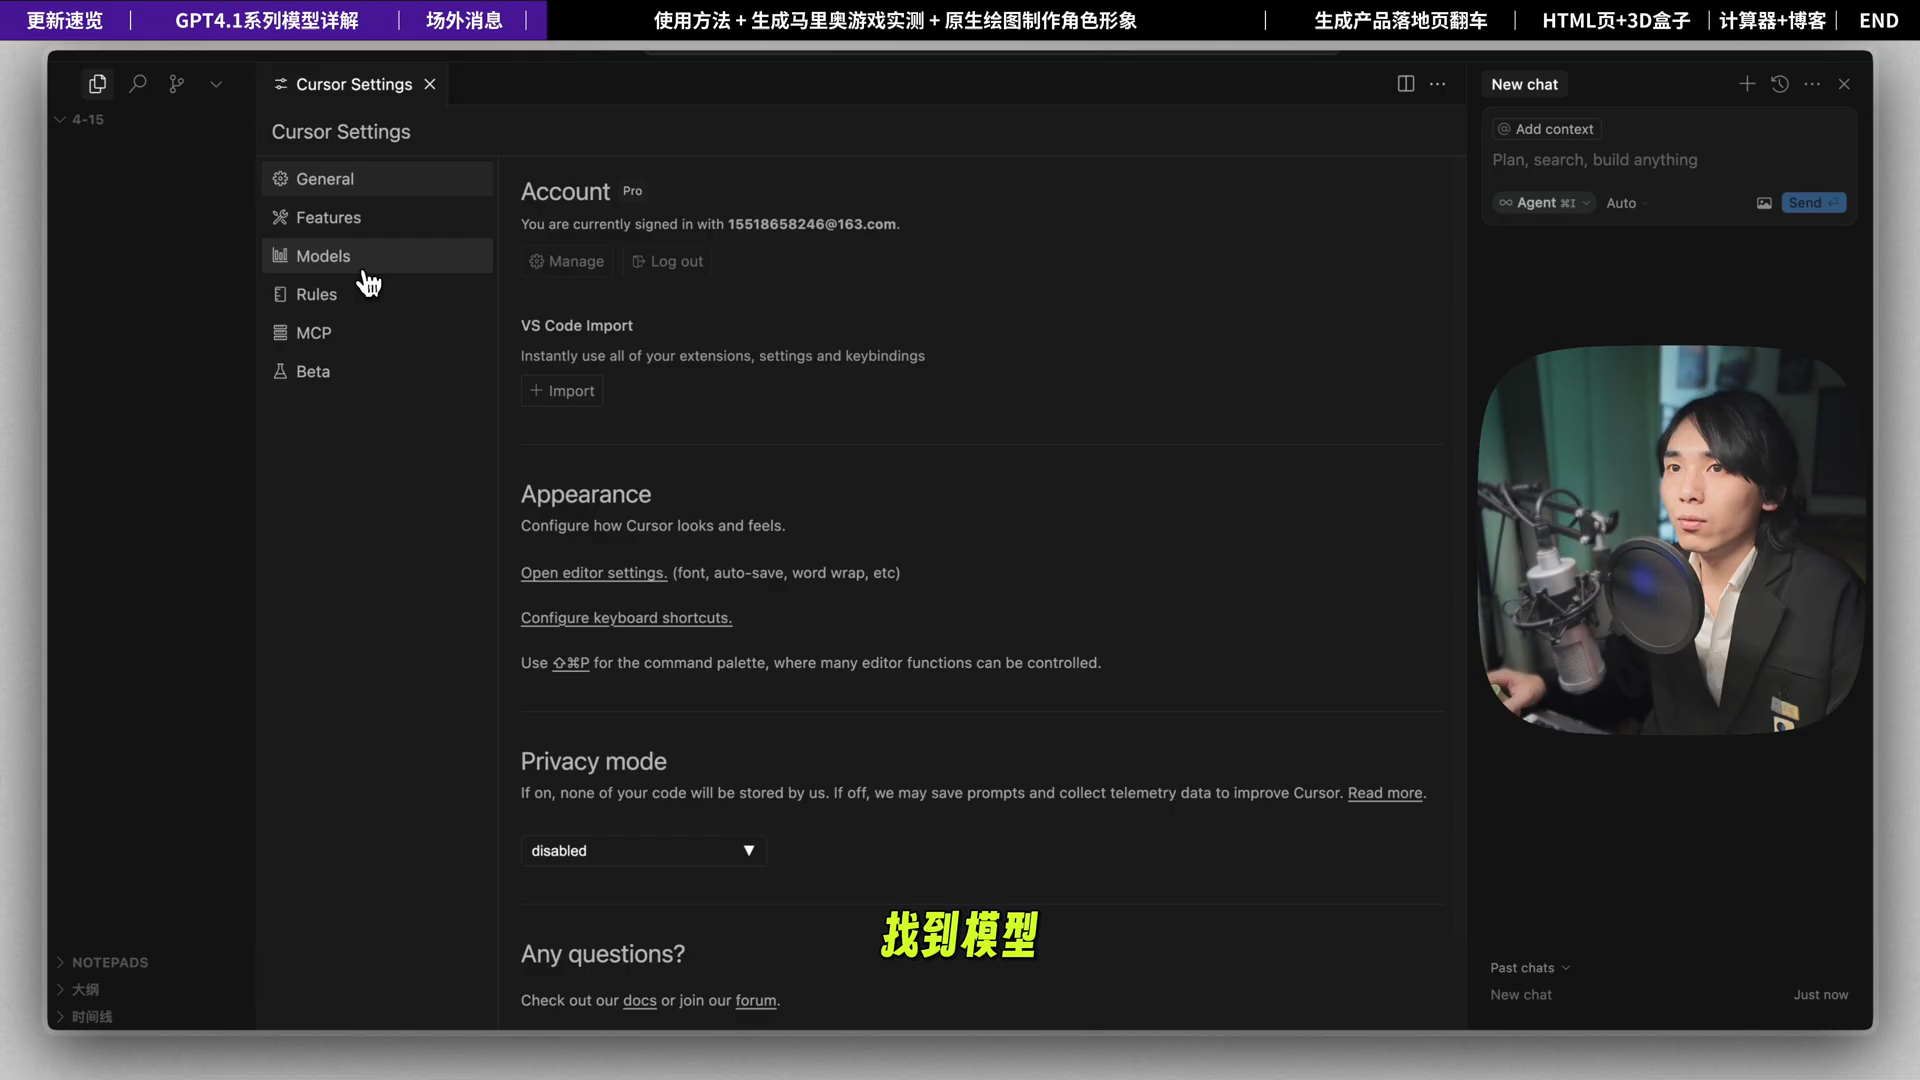 更新速览
GPT4.1系列模型详解
场外消息
使用方法 + 生成马里奥游戏实测 + 原生绘图制作角色形象
生成产品落地页翻车
HTML页+3D盒子
计算器+博客
END
4-15
Cursor Settings
Cursor Settings
General
Features
Models
Rules
MCP
Beta
Account Pro
You are currently signed in with 15518658246@163.com.
Manage
Log out
VS Code Import
Instantly use all of your extensions, settings and keybindings
Import
Appearance
Configure how Cursor looks and feels.
Open editor settings. (font, auto-save, word wrap, etc)
Configure keyboard shortcuts.
Use ⇧⌘P for the command palette, where many editor functions can be controlled.
Privacy mode
If on, none of your code will be stored by us. If off, we may save prompts and collect telemetry data to improve Cursor. Read more.
disabled
Any questions?
Check out our docs or join our forum.
找到模型
NOTEPADS
大纲
时间线
New chat
@ Add context
Plan, search, build anything
∞ Agent ⌘I
Auto
Send ⏎
Past chats
New chat
Just now